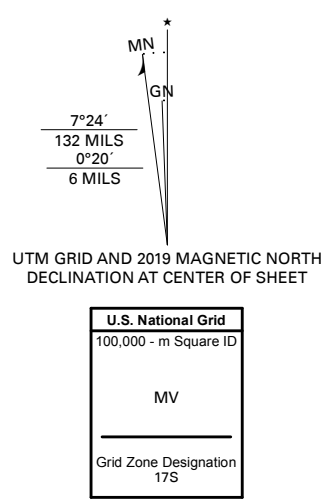 ★
MN
GN
7°24´
132 MILS
0°20´
6 MILS
UTM GRID AND 2019 MAGNETIC NORTH
DECLINATION AT CENTER OF SHEET
U.S. National Grid
100,000 - m Square ID
MV
Grid Zone Designation
17S